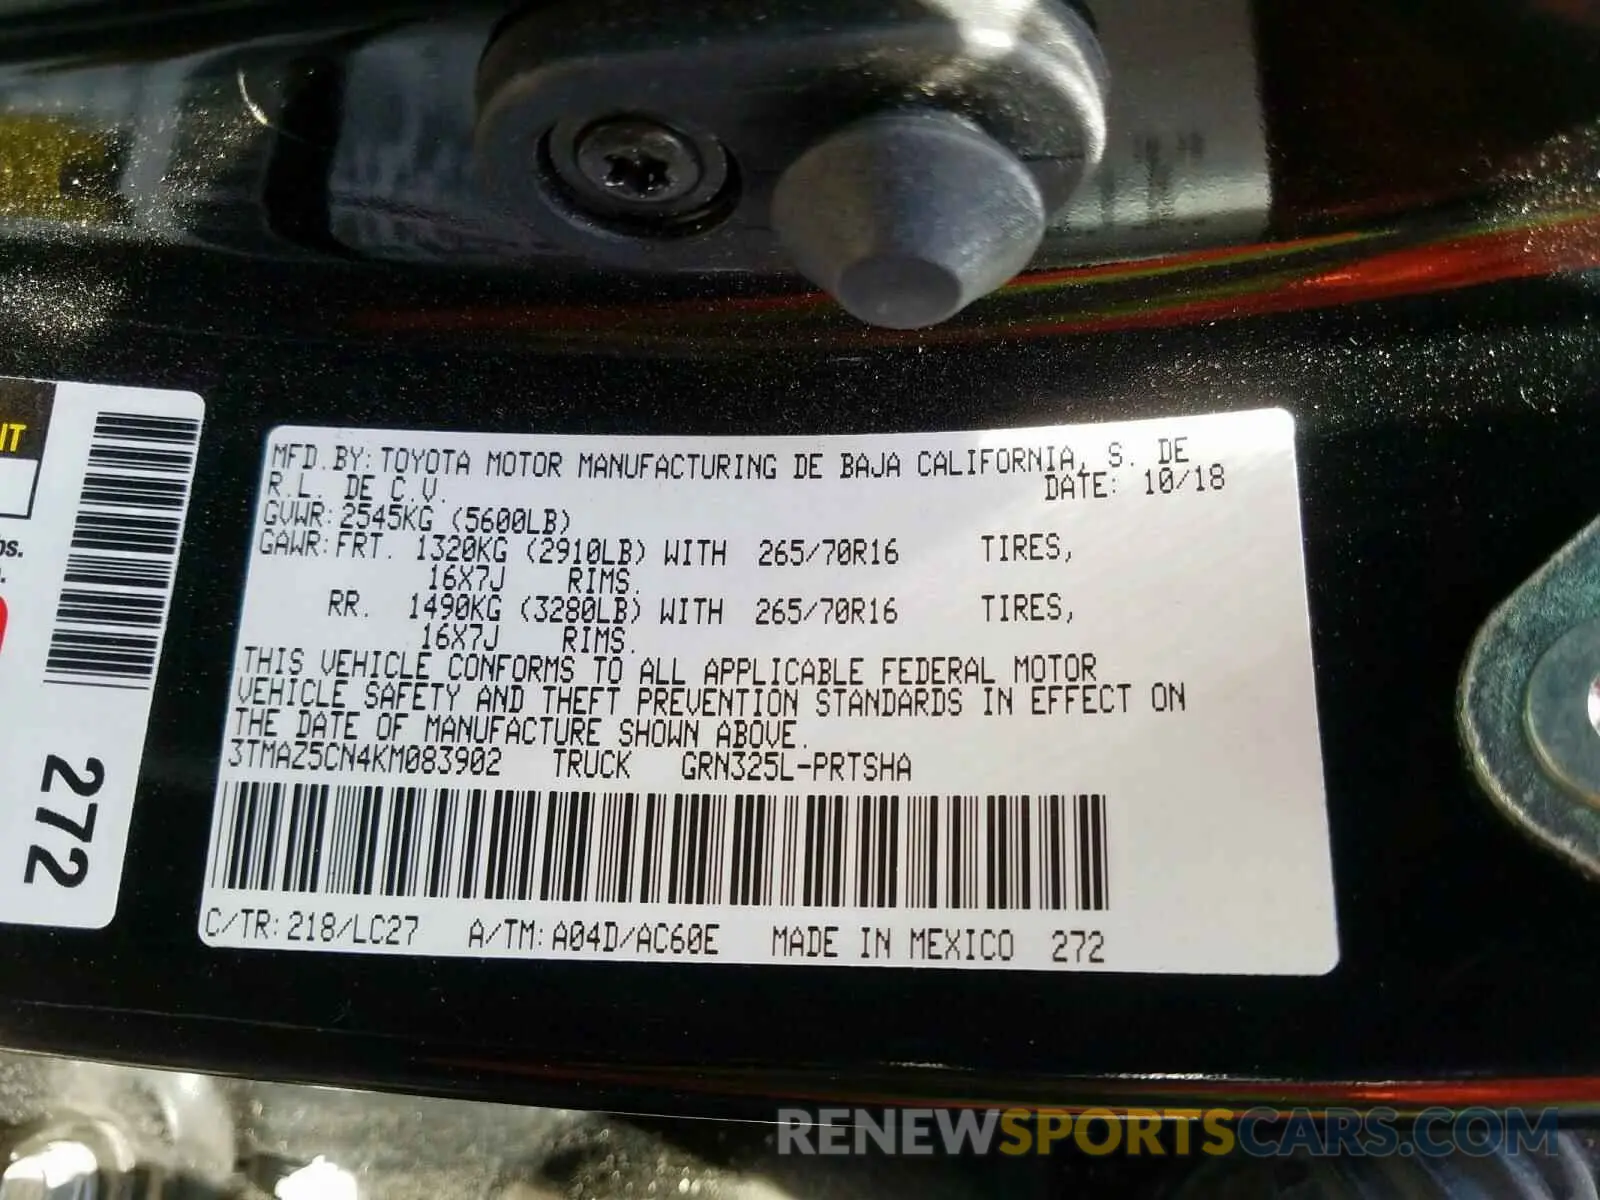 MFD.BY:TOYOTA MOTOR MANUFACTURING DE BAJA CALIFORNIA, S. DE
R.L. DE C.V. DATE: 10/18
GVWR:2545KG (5600LB)
GAWR:FRT. 1320KG (2910LB) WITH 265/70R16 TIRES,
16X7J RIMS.
RR. 1490KG (3280LB) WITH 265/70R16 TIRES,
16X7J RIMS.
THIS VEHICLE CONFORMS TO ALL APPLICABLE FEDERAL MOTOR
VEHICLE SAFETY AND THEFT PREVENTION STANDARDS IN EFFECT ON
THE DATE OF MANUFACTURE SHOWN ABOVE.
3TMAZ5CN4KM083902 TRUCK GRN325L-PRTSHA
C/TR:218/LC27 A/TM:A04D/AC60E MADE IN MEXICO 272
272
RENEWSPORTSCARS.COM